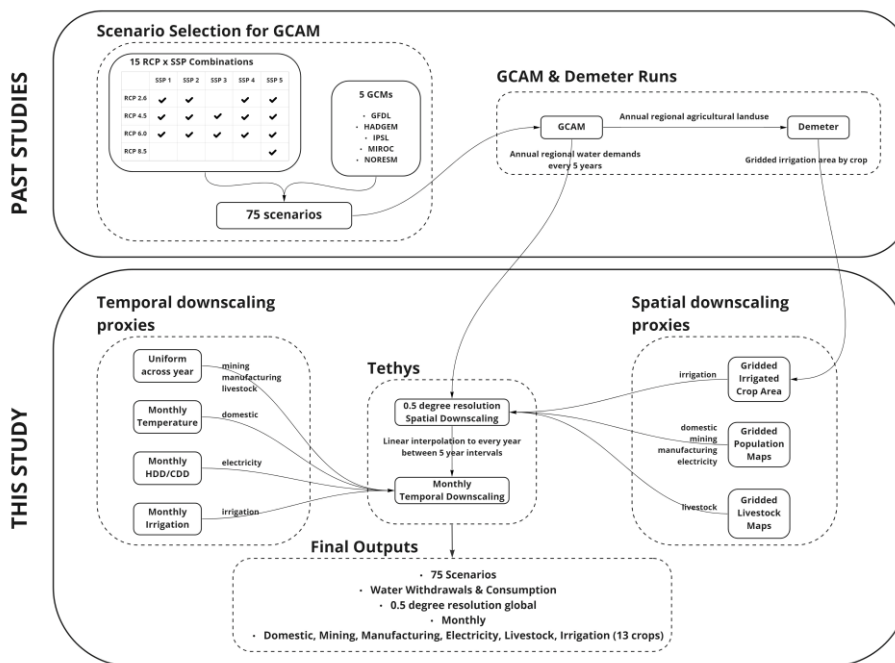 PAST STUDIES
Scenario Selection for GCAM
15 RCP x SSP Combinations
SSP 1 SSP 2 SSP 3 SSP 4 SSP 5
RCP 2.6 ✓ ✓ ✓ ✓
RCP 4.5 ✓ ✓ ✓ ✓ ✓
RCP 6.0 ✓ ✓ ✓ ✓ ✓
RCP 8.5 ✓
5 GCMs
• GFDL
• HADGEM
• IPSL
• MIROC
• NORESM
75 scenarios
GCAM & Demeter Runs
GCAM
Annual regional agricultural landuse
Demeter
Annual regional water demands
every 5 years
Gridded irrigation area by crop
THIS STUDY
Temporal downscaling
proxies
Uniform
across year
mining
manufacturing
livestock
Monthly
Temperature
domestic
Monthly
HDD/CDD
electricity
Monthly
Irrigation
irrigation
Tethys
0.5 degree resolution
Spatial Downscaling
Linear interpolation to every year
between 5 year intervals
Monthly
Temporal Downscaling
Spatial downscaling
proxies
irrigation
Gridded
Irrigated
Crop Area
domestic
mining
manufacturing
electricity
Gridded
Population
Maps
livestock
Gridded
Livestock
Maps
Final Outputs
• 75 Scenarios
• Water Withdrawals & Consumption
• 0.5 degree resolution global
• Monthly
• Domestic, Mining, Manufacturing, Electricity, Livestock, Irrigation (13 crops)